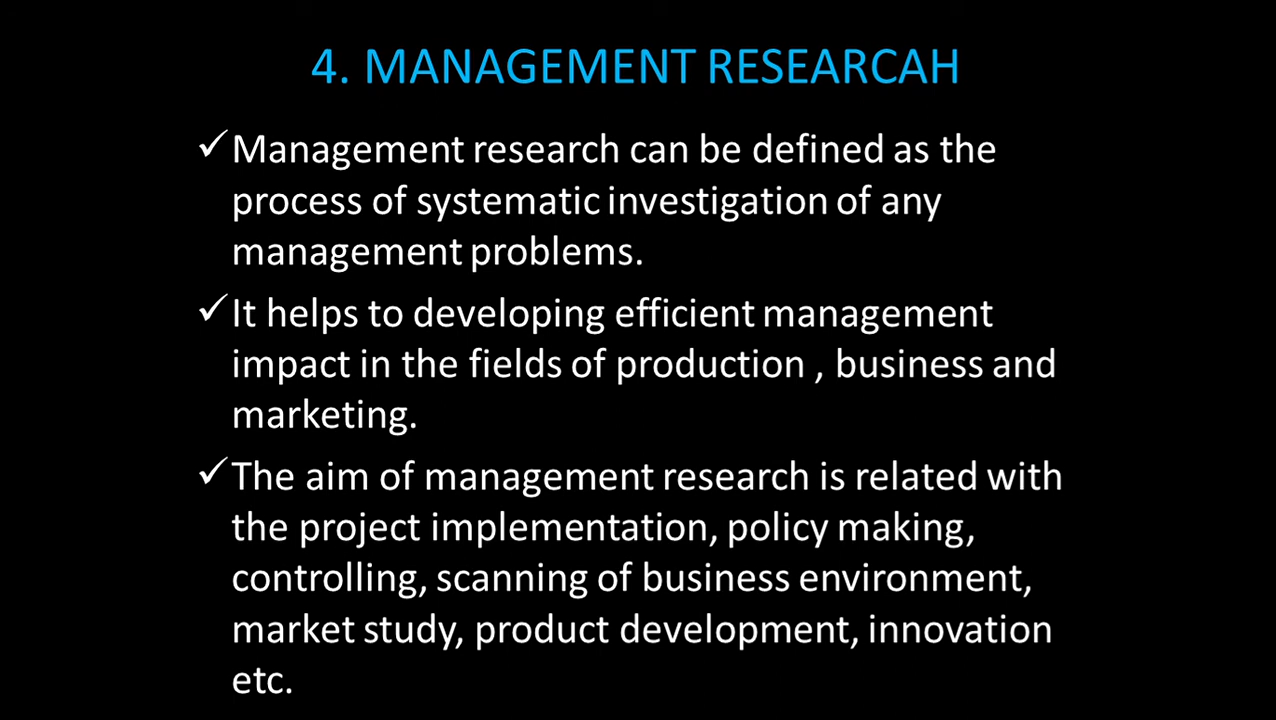 4. MANAGEMENT RESEARCAH
✓Management research can be defined as the
process of systematic investigation of any
management problems.
✓It helps to developing efficient management
impact in the fields of production , business and
marketing.
✓The aim of management research is related with
the project implementation, policy making,
controlling, scanning of business environment,
market study, product development, innovation
etc.